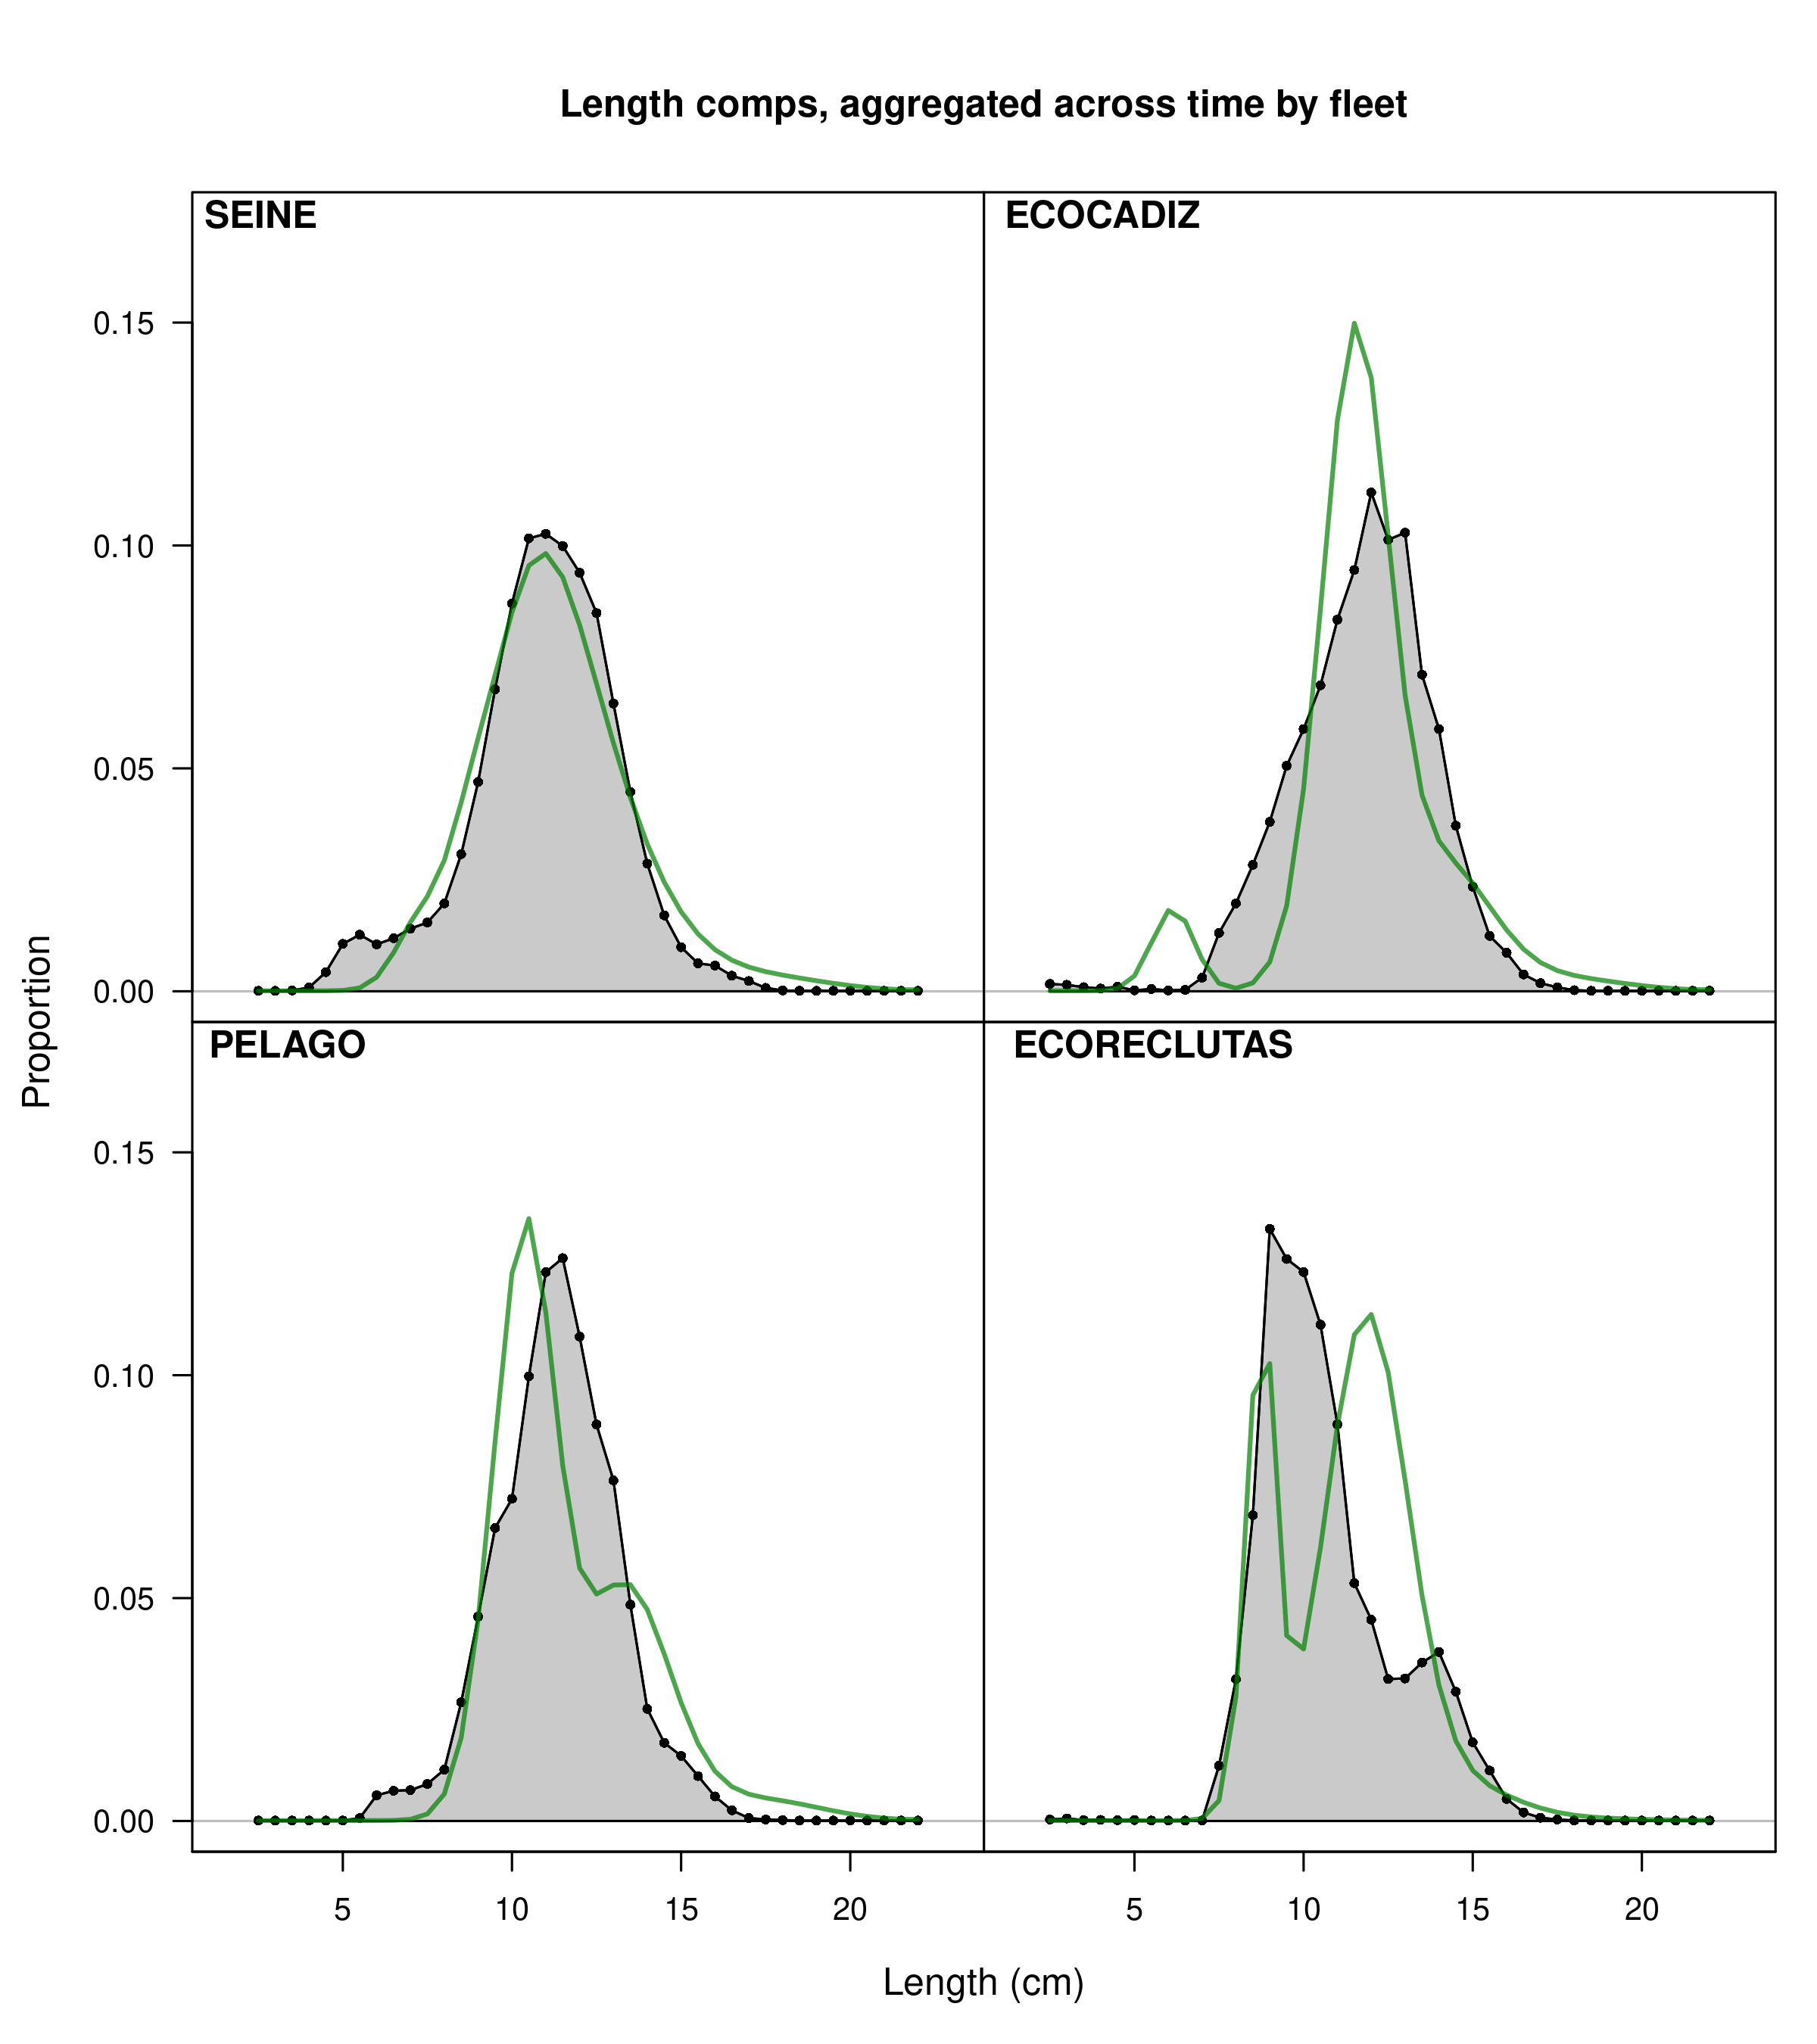 Length comps, aggregated across time by fleet
SEINE
ECOCADIZ
0.15
0.10
0.05
0.00
PELAGO
ECORECLUTAS
0.15
0.10
0.05
0.00
Proportion
5 10 15 20
5 10 15 20
Length (cm)